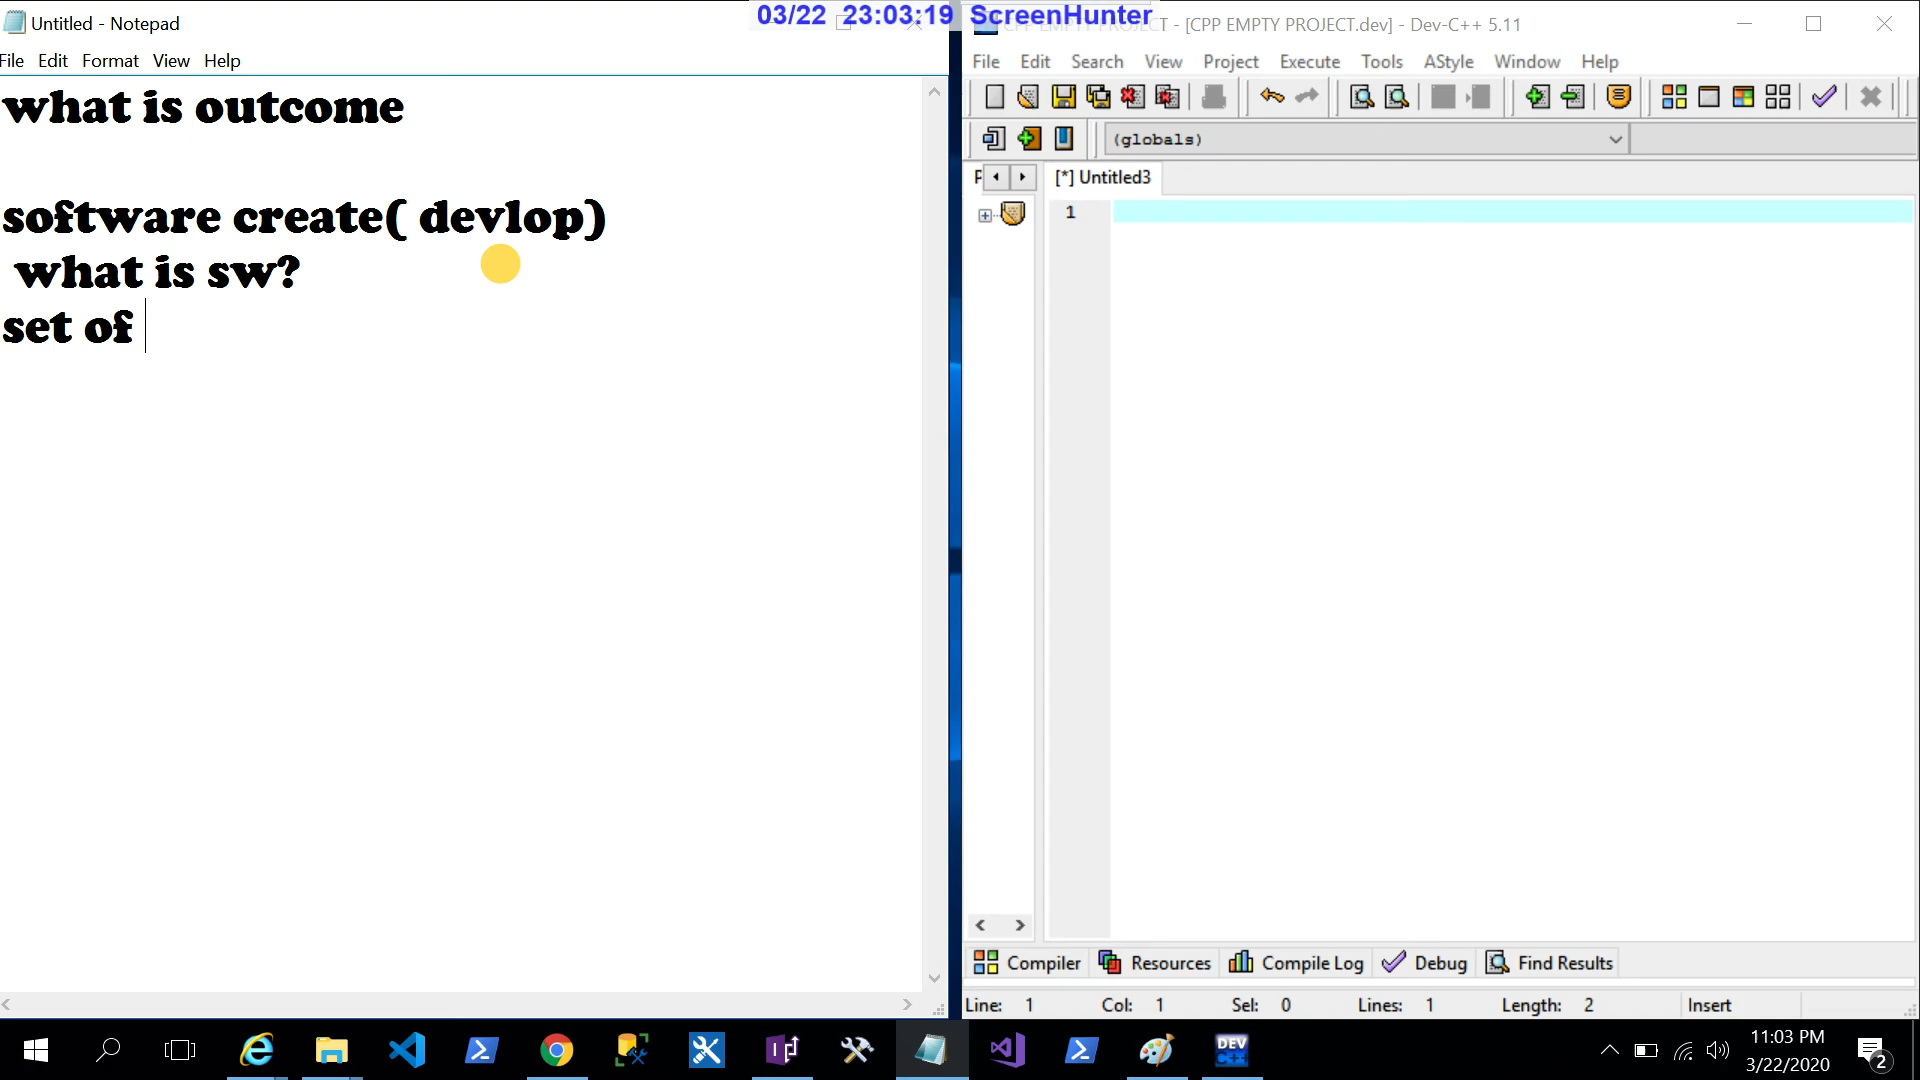 Untitled - Notepad
03/22 23:03:19 ScreenHunter
File Edit Format View Help
what is outcome
software create( devlop)
what is sw?
set of
CT - [CPP EMPTY PROJECT.dev] - Dev-C++ 5.11
File Edit Search View Project Execute Tools AStyle Window Help
(globals)
[*] Untitled3
1
Compiler Resources Compile Log Debug Find Results
Line: 1 Col: 1 Sel: 0 Lines: 1 Length: 2 Insert
DEV C++
11:03 PM
3/22/2020
2